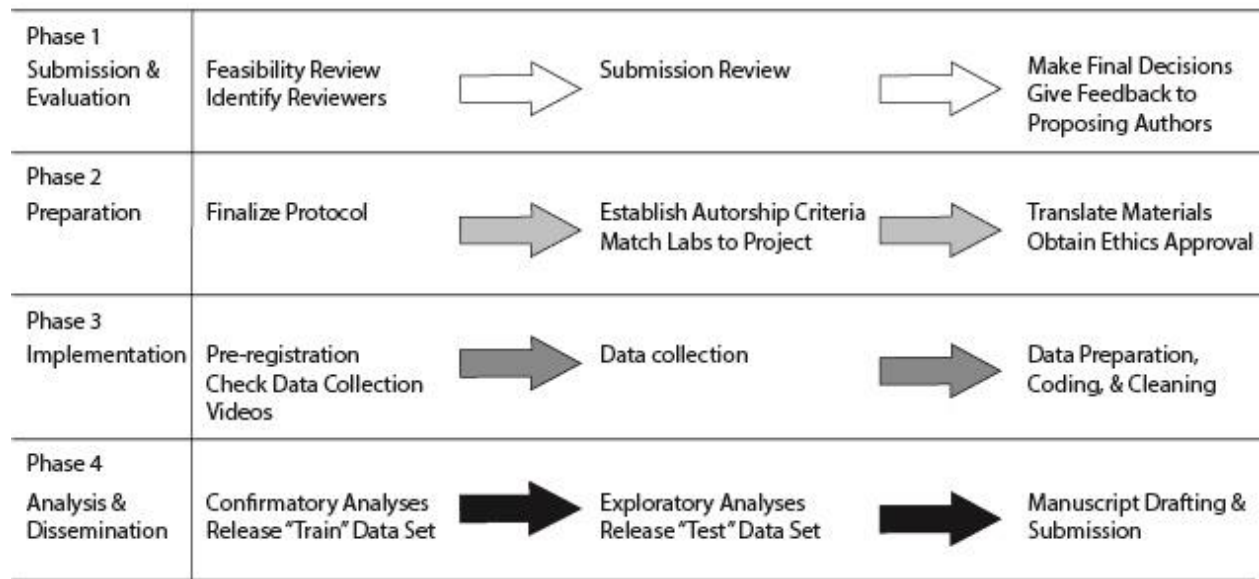 Phase 1
Submission &
Evaluation
Feasibility Review
Identify Reviewers
Submission Review
Make Final Decisions
Give Feedback to
Proposing Authors
Phase 2
Preparation
Finalize Protocol
Establish Autorship Criteria
Match Labs to Project
Translate Materials
Obtain Ethics Approval
Phase 3
Implementation
Pre-registration
Check Data Collection
Videos
Data collection
Data Preparation,
Coding, & Cleaning
Phase 4
Analysis &
Dissemination
Confirmatory Analyses
Release “Train” Data Set
Exploratory Analyses
Release “Test” Data Set
Manuscript Drafting &
Submission